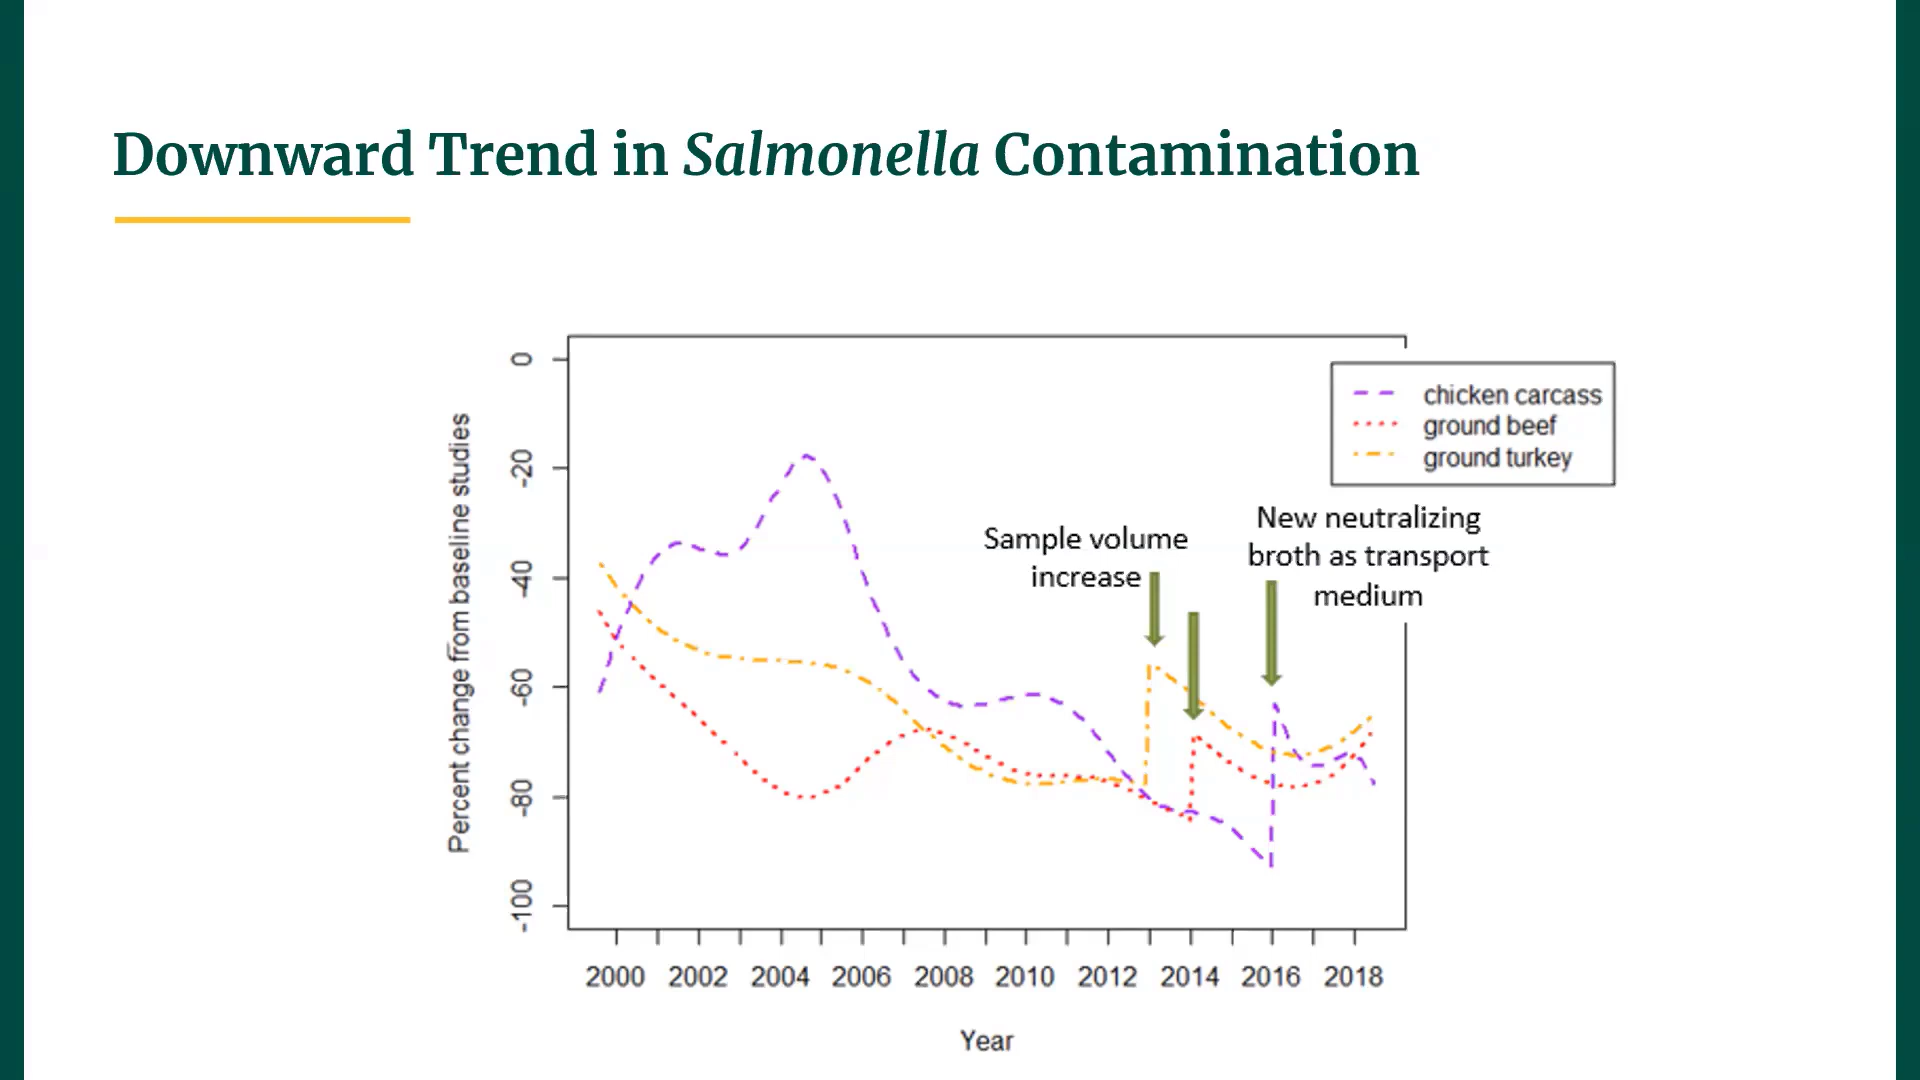 Downward Trend in Salmonella Contamination
Percent change from baseline studies
0
-20
-40
-60
-80
-100
chicken carcass
ground beef
ground turkey
Sample volume
increase
New neutralizing
broth as transport
medium
2000 2002 2004 2006 2008 2010 2012 2014 2016 2018
Year